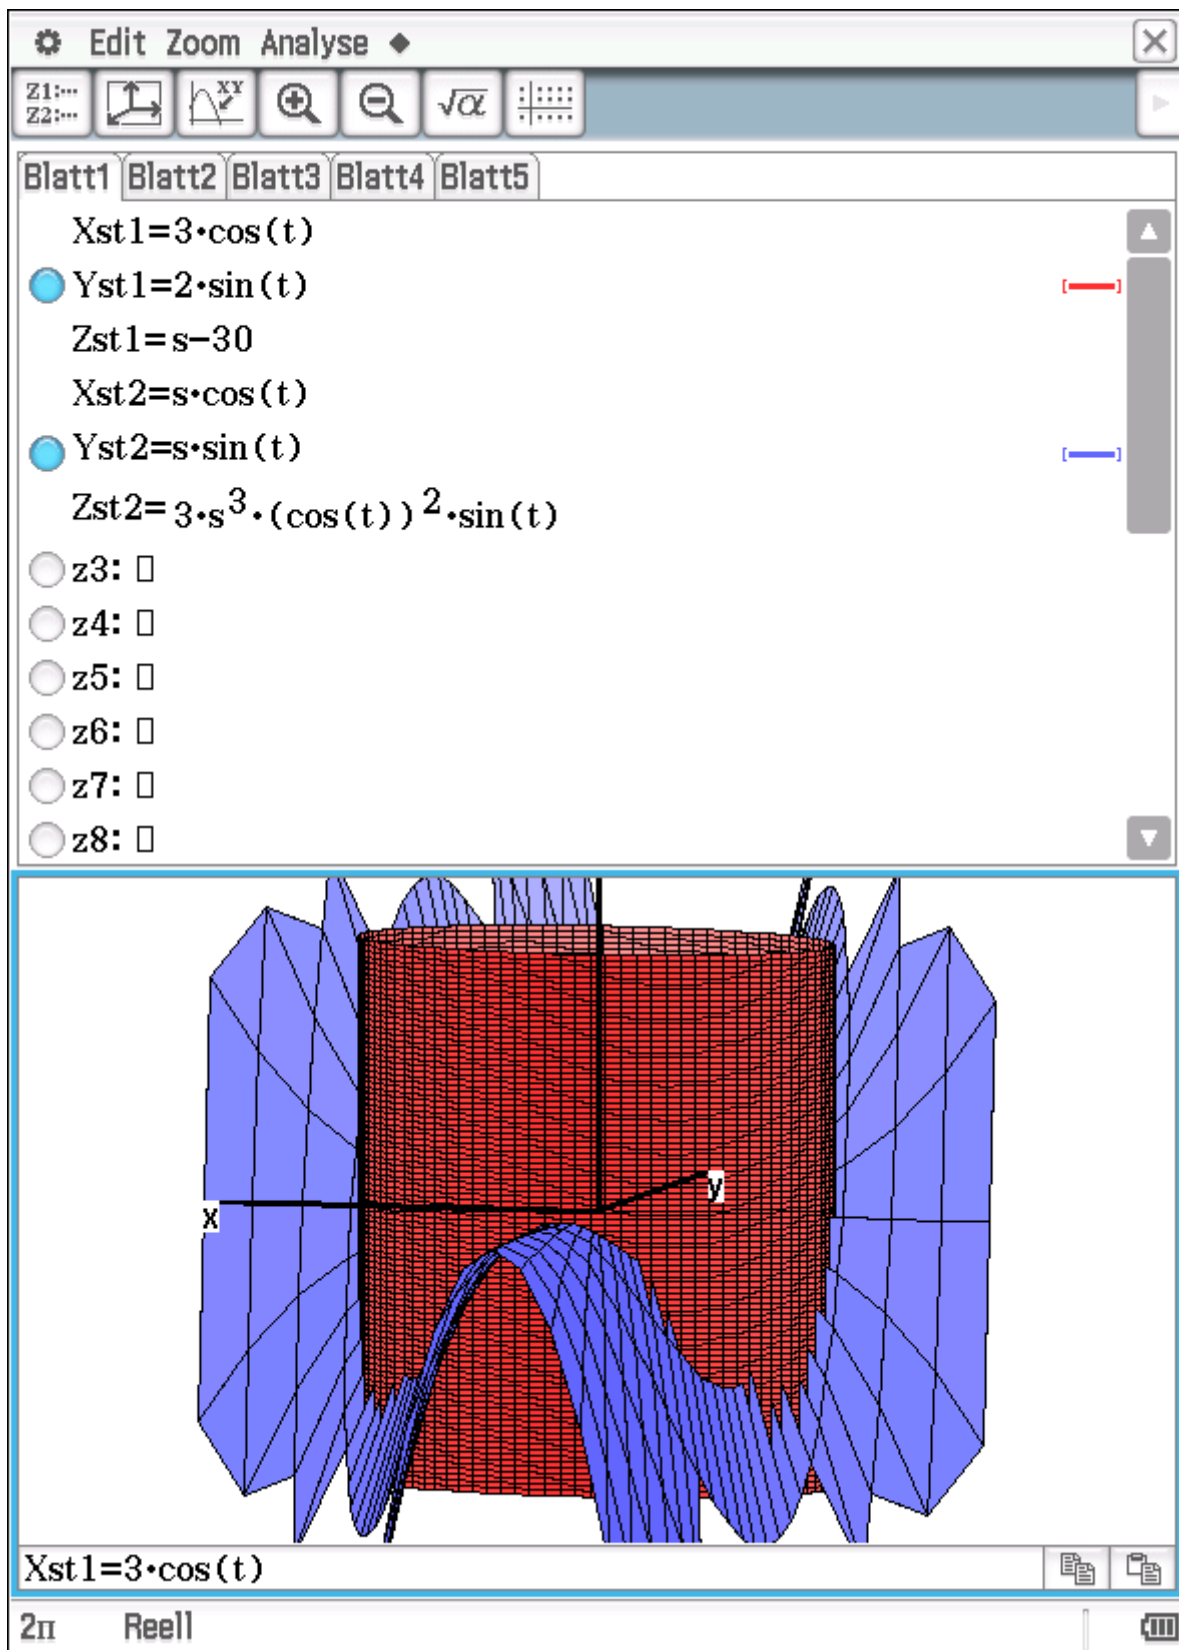 Edit Zoom Analyse
Z1:… XY √α
Z2:…
Blatt1 Blatt2 Blatt3 Blatt4 Blatt5
Xst1=3·cos(t)
Yst1=2·sin(t)
Zst1=s−30
Xst2=s·cos(t)
Yst2=s·sin(t)
Zst2=3·s³·(cos(t))²·sin(t)
z3:
z4:
z5:
z6:
z7:
z8:
y
x
Xst1=3·cos(t)
2π Reell